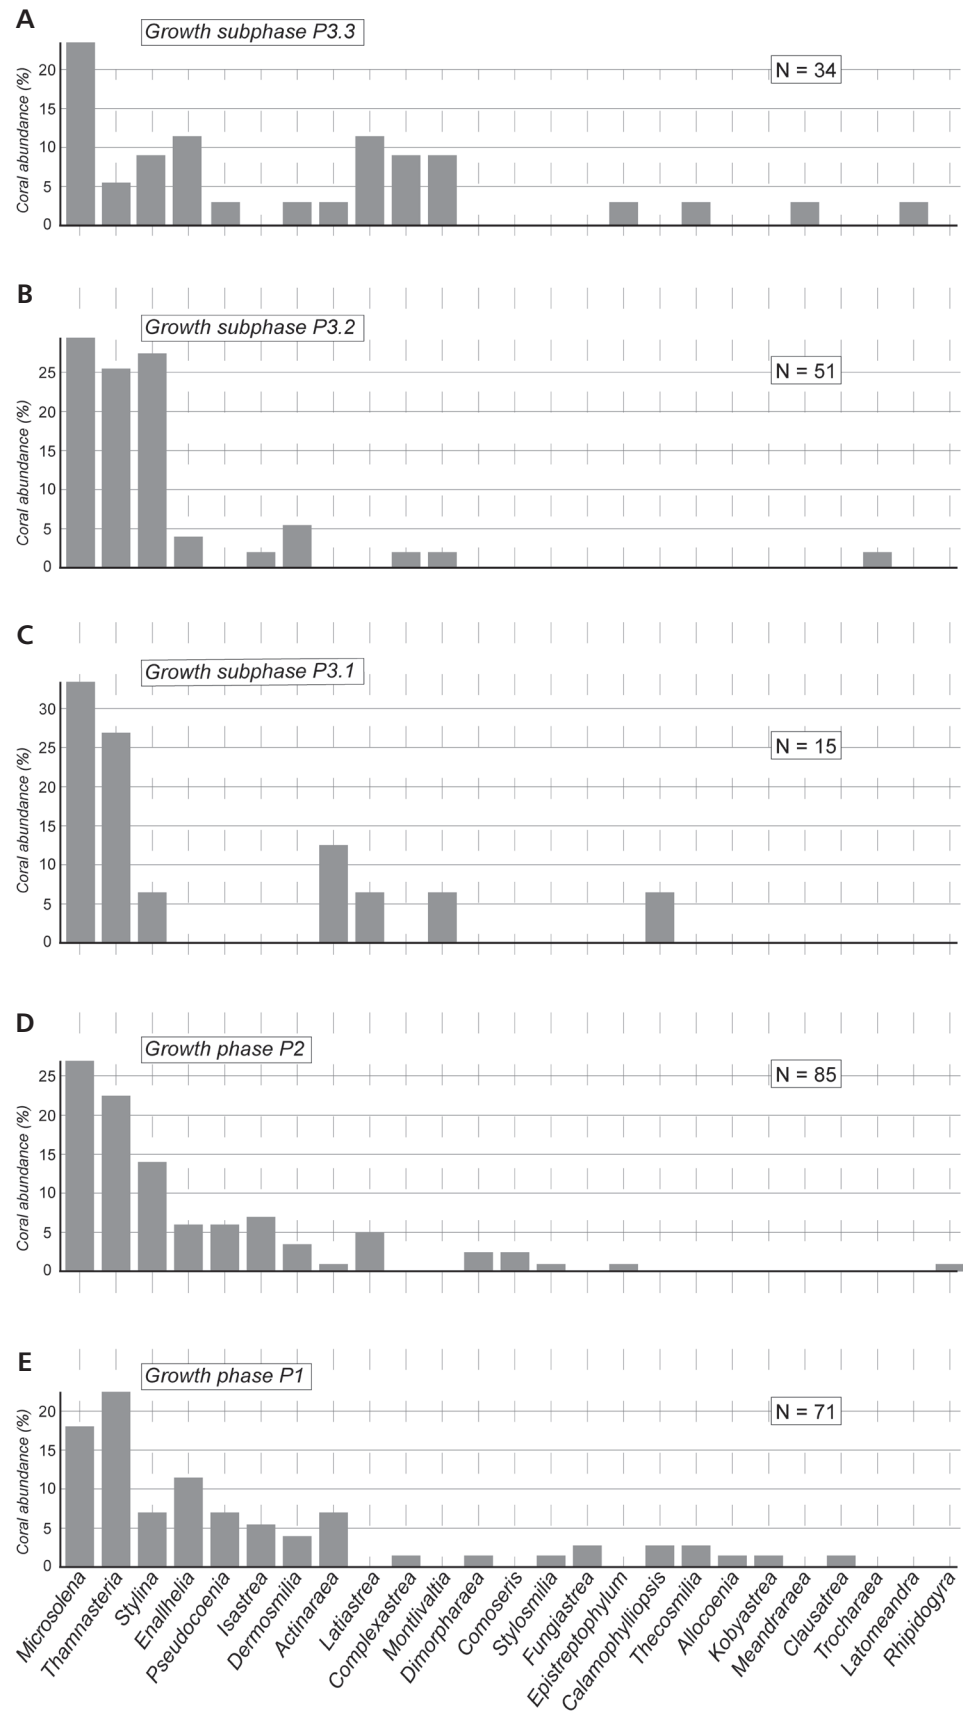 A
Growth subphase P3.3
N = 34
Coral abundance (%)
20
15
10
5
0
B
Growth subphase P3.2
N = 51
Coral abundance (%)
25
20
15
10
5
0
C
Growth subphase P3.1
N = 15
Coral abundance (%)
30
25
20
15
10
5
0
D
Growth phase P2
N = 85
Coral abundance (%)
25
20
15
10
5
0
E
Growth phase P1
N = 71
Coral abundance (%)
20
15
10
5
0
Microsolena
Thamnasteria
Stylina
Enallhelia
Pseudocoenia
Isastrea
Dermosmilia
Actinaraea
Latiastrea
Complexastrea
Montlivaltia
Dimorpharaea
Comoseris
Stylosmilia
Fungiastrea
Epistreptophylum
Calamophylliopsis
Thecosmilia
Allocoenia
Kobyastrea
Meandraraea
Clausatrea
Trocharaea
Latomeandra
Rhipidogyra